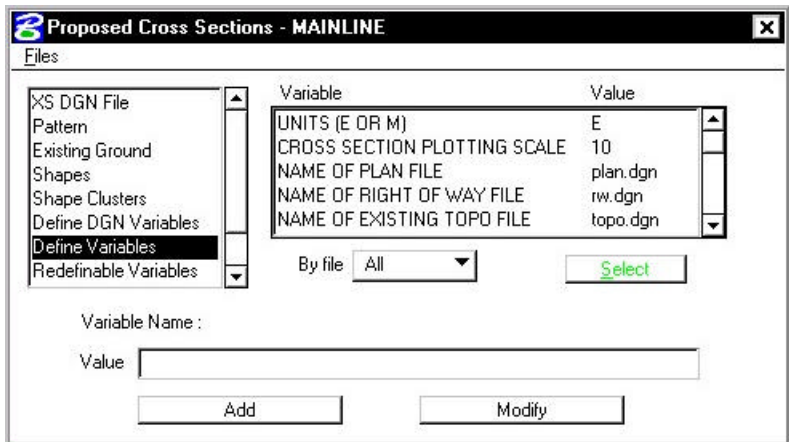 Proposed Cross Sections - MAINLINE
Files
XS DGN File
Pattern
Existing Ground
Shapes
Shape Clusters
Define DGN Variables
Define Variables
Redefinable Variables
Variable Value
UNITS (E OR M) E
CROSS SECTION PLOTTING SCALE 10
NAME OF PLAN FILE plan.dgn
NAME OF RIGHT OF WAY FILE rw.dgn
NAME OF EXISTING TOPO FILE topo.dgn
By file All Select
Variable Name :
Value
Add Modify